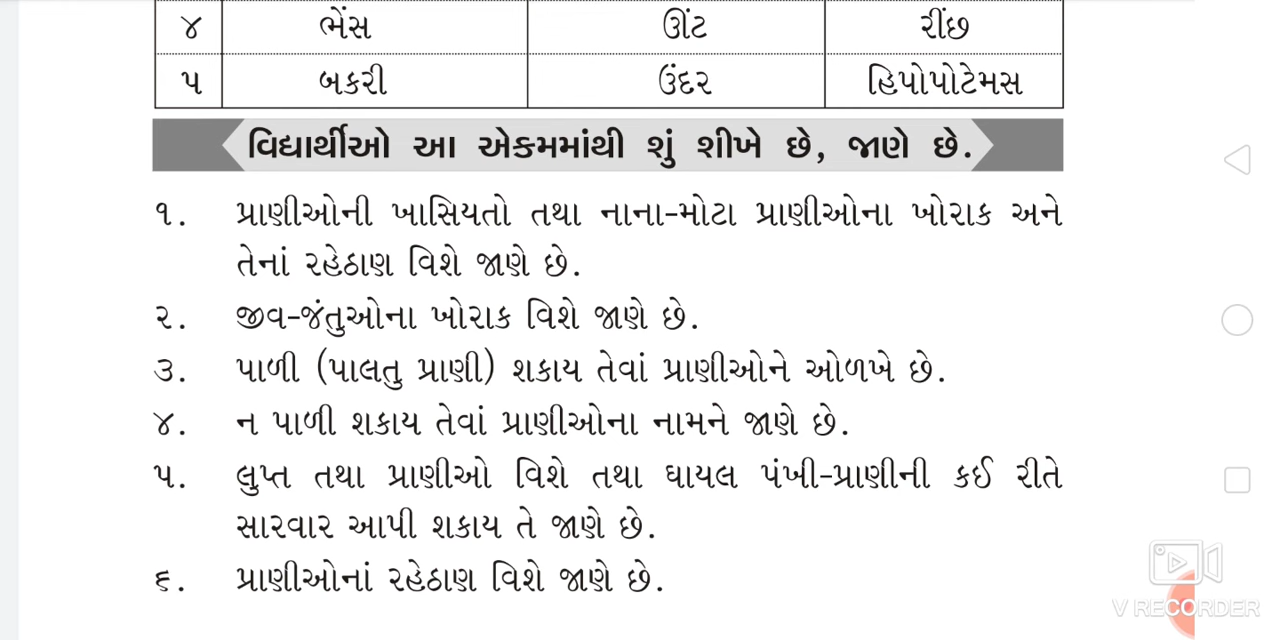 ૪ ભેંસ ઊંટ રીંછ
૫ બકરી ઉંદર હિપોપોટેમસ
વિદ્યાર્થીઓ આ એકમમાંથી શું શીખે છે, જાણે છે.
૧. પ્રાણીઓની ખાસિયતો તથા નાના-મોટા પ્રાણીઓના ખોરાક અને
તેનાં રહેઠાણ વિશે જાણે છે.
૨. જીવ-જંતુઓના ખોરાક વિશે જાણે છે.
૩. પાળી (પાલતુ પ્રાણી) શકાય તેવાં પ્રાણીઓને ઓળખે છે.
૪. ન પાળી શકાય તેવાં પ્રાણીઓના નામને જાણે છે.
૫. લુપ્ત તથા પ્રાણીઓ વિશે તથા ઘાયલ પંખી-પ્રાણીની કઈ રીતે
સારવાર આપી શકાય તે જાણે છે.
૬. પ્રાણીઓનાં રહેઠાણ વિશે જાણે છે.
V RECORDER